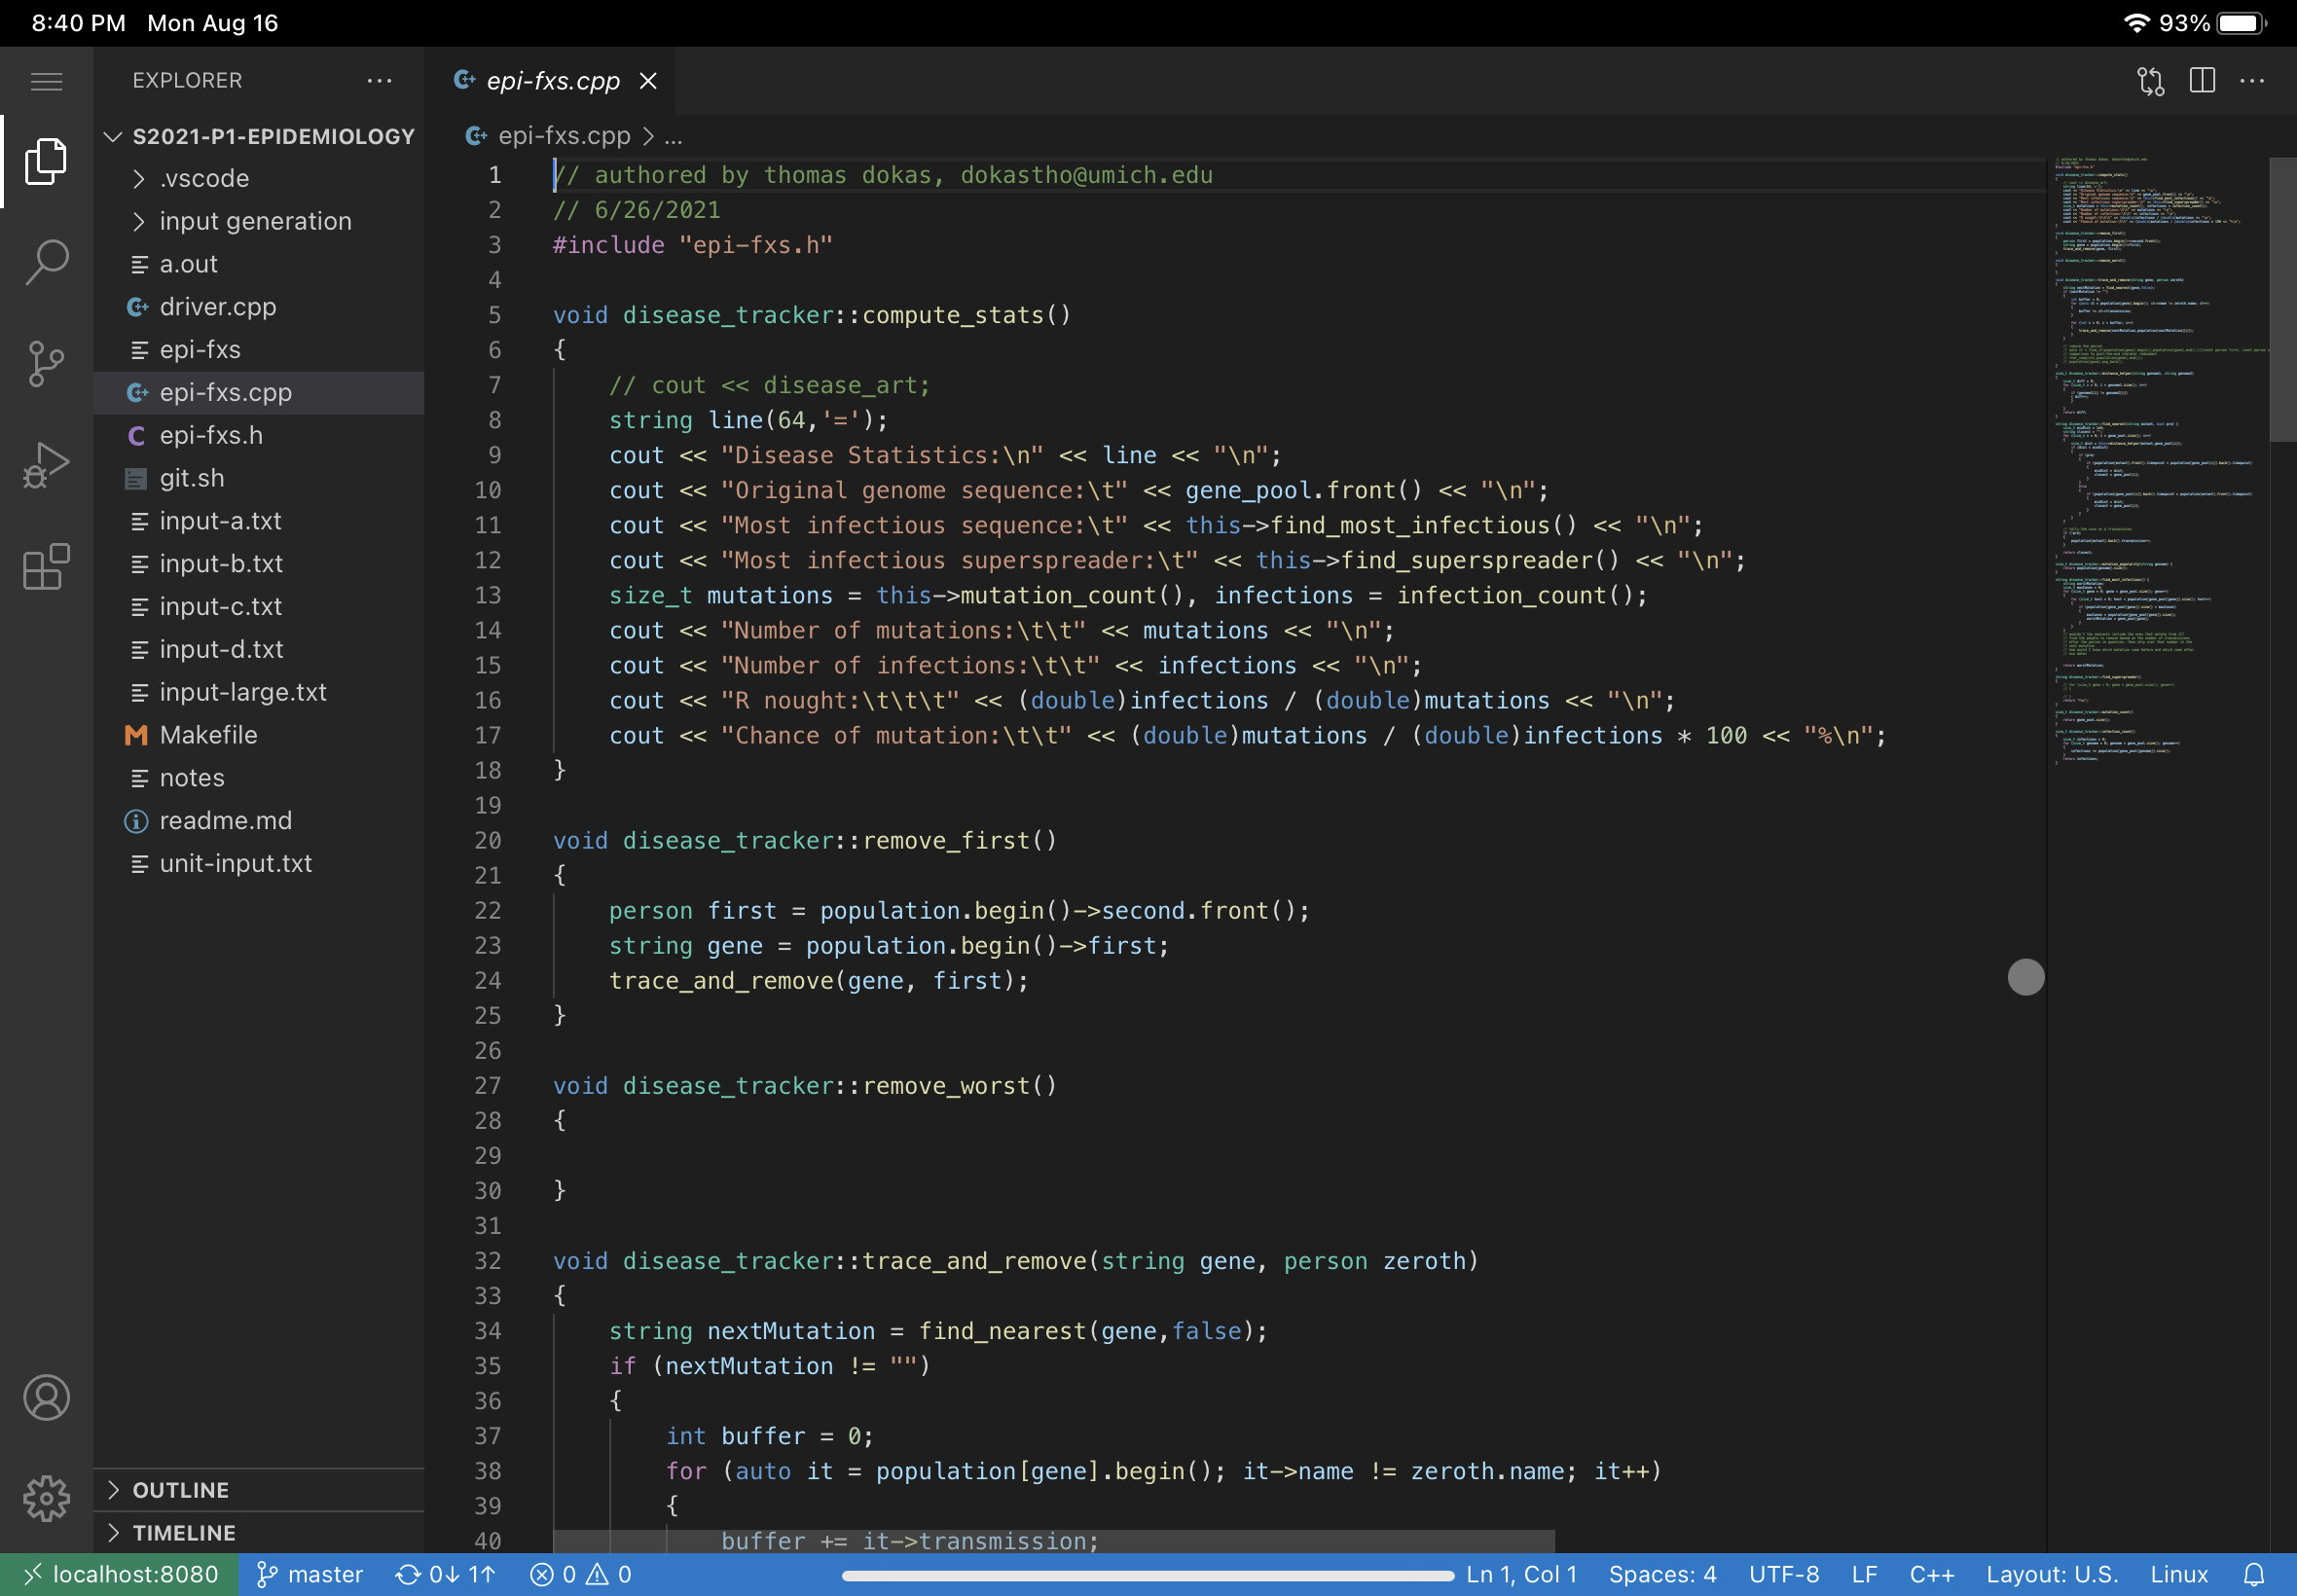 8:40 PM Mon Aug 16
93%
EXPLORER
S2021-P1-EPIDEMIOLOGY
.vscode
input generation
a.out
driver.cpp
epi-fxs
epi-fxs.cpp
epi-fxs.h
git.sh
input-a.txt
input-b.txt
input-c.txt
input-d.txt
input-large.txt
Makefile
notes
readme.md
unit-input.txt
OUTLINE
TIMELINE
epi-fxs.cpp
epi-fxs.cpp > ...
1 // authored by thomas dokas, dokastho@umich.edu
2 // 6/26/2021
3 #include "epi-fxs.h"
4
5 void disease_tracker::compute_stats()
6 {
7 // cout << disease_art;
8 string line(64,'=');
9 cout << "Disease Statistics:\n" << line << "\n";
10 cout << "Original genome sequence:\t" << gene_pool.front() << "\n";
11 cout << "Most infectious sequence:\t" << this->find_most_infectious() << "\n";
12 cout << "Most infectious superspreader:\t" << this->find_superspreader() << "\n";
13 size_t mutations = this->mutation_count(), infections = infection_count();
14 cout << "Number of mutations:\t\t" << mutations << "\n";
15 cout << "Number of infections:\t\t" << infections << "\n";
16 cout << "R nought:\t\t\t" << (double)infections / (double)mutations << "\n";
17 cout << "Chance of mutation:\t\t" << (double)mutations / (double)infections * 100 << "%\n";
18 }
19
20 void disease_tracker::remove_first()
21 {
22 person first = population.begin()->second.front();
23 string gene = population.begin()->first;
24 trace_and_remove(gene, first);
25 }
26
27 void disease_tracker::remove_worst()
28 {
29
30 }
31
32 void disease_tracker::trace_and_remove(string gene, person zeroth)
33 {
34 string nextMutation = find_nearest(gene,false);
35 if (nextMutation != "")
36 {
37 int buffer = 0;
38 for (auto it = population[gene].begin(); it->name != zeroth.name; it++)
39 {
40 buffer += it->transmission;
localhost:8080 master 0↓ 1↑ 0 0 Ln 1, Col 1 Spaces: 4 UTF-8 LF C++ Layout: U.S. Linux